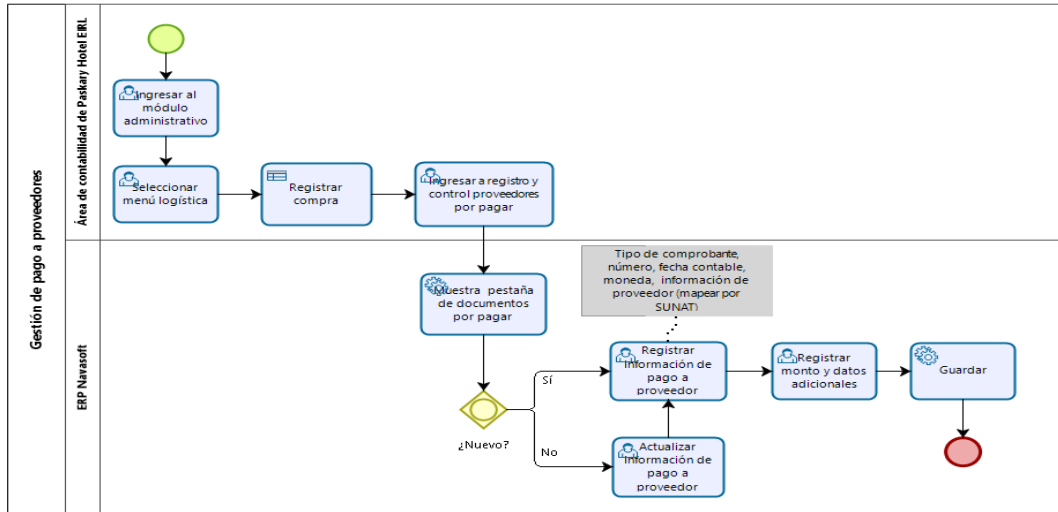 Gestión de pago a proveedores
Área de contabilidad de Paskary Hotel EIRL
Ingresar al
módulo
administrativo
Seleccionar
menú logística
Registrar
compra
Ingresar a registro y
control proveedores
por pagar
ERP Navasoft
Muestra pestaña
de documentos
por pagar
¿Nuevo?
Sí
No
Tipo de comprobante,
número, fecha contable,
moneda, información de
proveedor (mapear por
SUNAT)
Registrar
información de
pago a
proveedor
Actualizar
información de
pago a
proveedor
Registrar
monto y datos
adicionales
Guardar